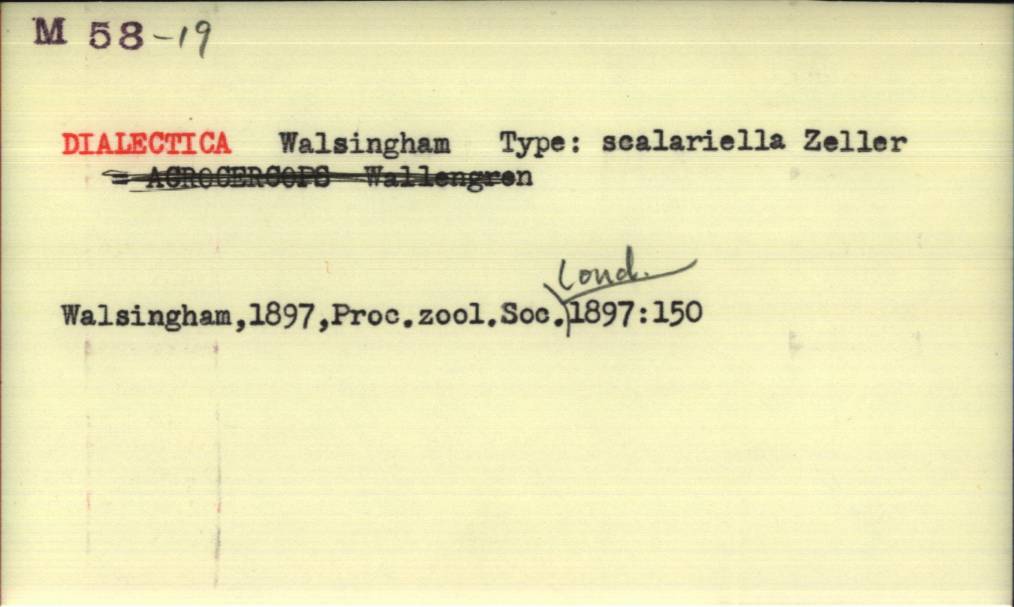 M 58-19
DIALECTICA Walsingham Type: scalariella Zeller
= ACROCERCOPS Wallengren
Lond.
Walsingham,1897,Proc.zool.Soc.1897:150